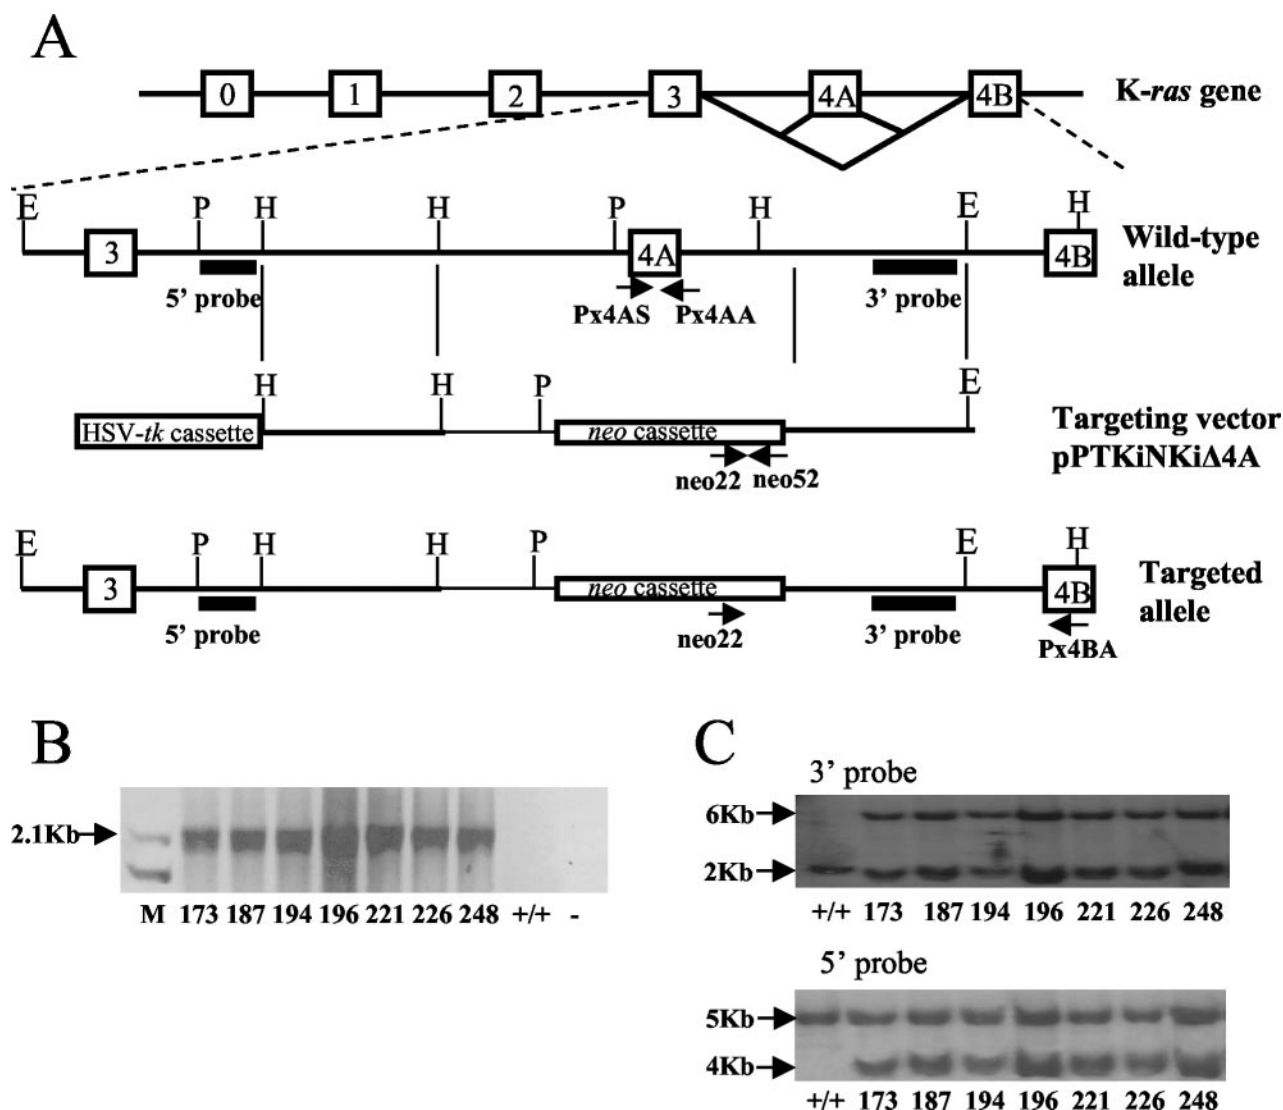 A
0 1 2 3 4A 4B K-ras gene
E P H H P H E H
3 4A 4B Wild-type
allele
5’ probe 3’ probe
Px4AS Px4AA
H H P E
HSV-tk cassette neo cassette Targeting vector
pPTKiNKiΔ4A
neo22 neo52
E P H H P E H
3 neo cassette 4B Targeted
allele
5’ probe neo22 3’ probe
Px4BA
B
2.1Kb
M 173 187 194 196 221 226 248 +/+ -
C
3’ probe
6Kb
2Kb
+/+ 173 187 194 196 221 226 248
5’ probe
5Kb
4Kb
+/+ 173 187 194 196 221 226 248